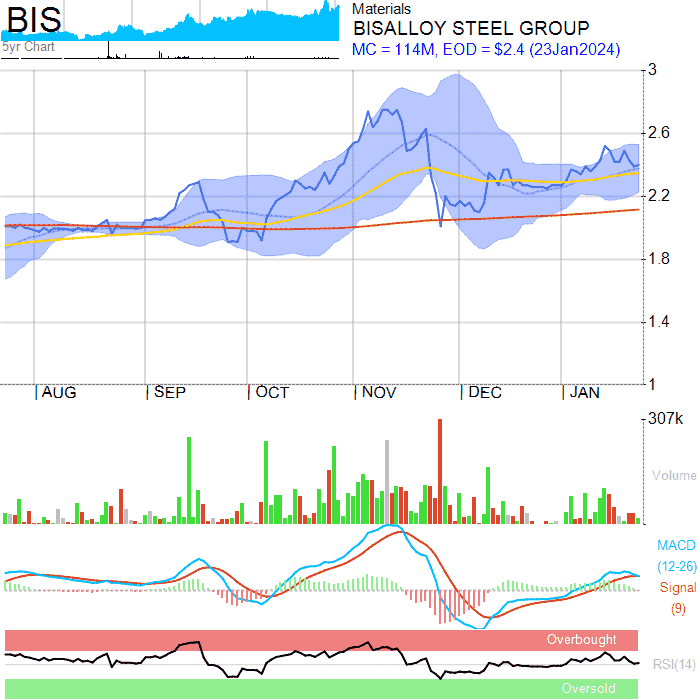 BIS
5yr Chart
Materials
BISALLOY STEEL GROUP
MC = 114M, EOD = $2.4 (23Jan2024)
3
2.6
2.2
1.8
1.4
1
AUG SEP OCT NOV DEC JAN
307k
Volume
MACD
(12-26)
Signal
(9)
Overbought
RSI(14)
Oversold